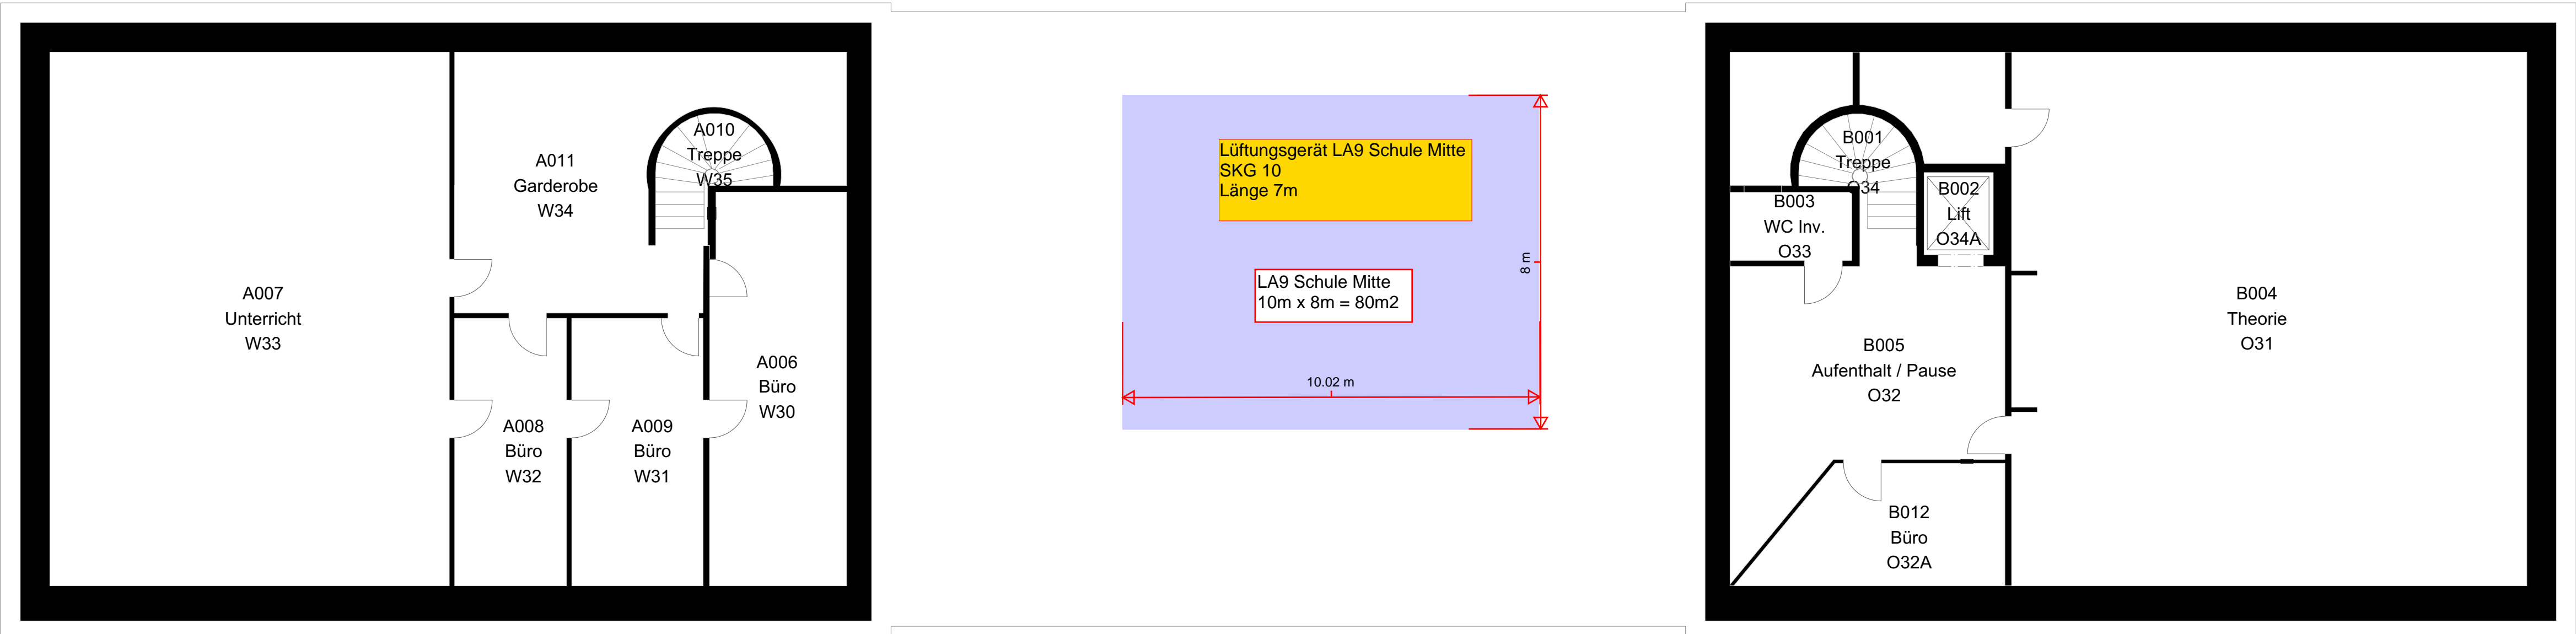 A010
Treppe
W35
A011
Garderobe
W34
A007
Unterricht
W33
A006
Büro
W30
A008
Büro
W32
A009
Büro
W31
Lüftungsgerät LA9 Schule Mitte
SKG 10
Länge 7m
LA9 Schule Mitte
10m x 8m = 80m2
8 m
10.02 m
B001
Treppe
O34
B002
Lift
O34A
B003
WC Inv.
O33
B004
Theorie
O31
B005
Aufenthalt / Pause
O32
B012
Büro
O32A